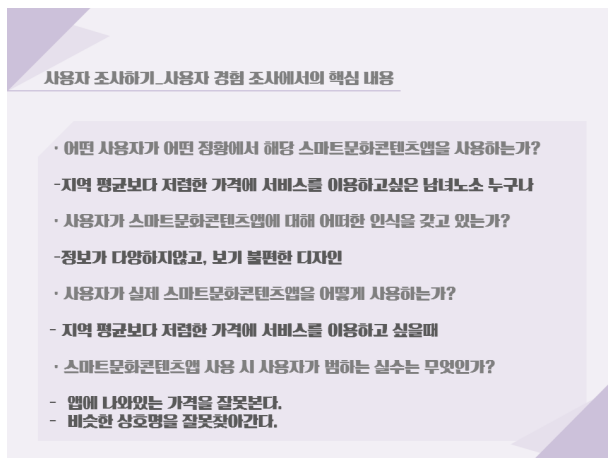 사용자 조사하기_사용자 경험 조사에서의 핵심 내용
· 어떤 사용자가 어떤 정황에서 해당 스마트문화콘텐츠앱을 사용하는가?
-지역 평균보다 저렴한 가격에 서비스를 이용하고싶은 남녀노소 누구나
· 사용자가 스마트문화콘텐츠앱에 대해 어떠한 인식을 갖고 있는가?
-정보가 다양하지않고, 보기 불편한 디자인
· 사용자가 실제 스마트문화콘텐츠앱을 어떻게 사용하는가?
- 지역 평균보다 저렴한 가격에 서비스를 이용하고 싶을때
· 스마트문화콘텐츠앱 사용 시 사용자가 범하는 실수는 무엇인가?
- 앱에 나와있는 가격을 잘못본다.
- 비슷한 상호명을 잘못찾아간다.